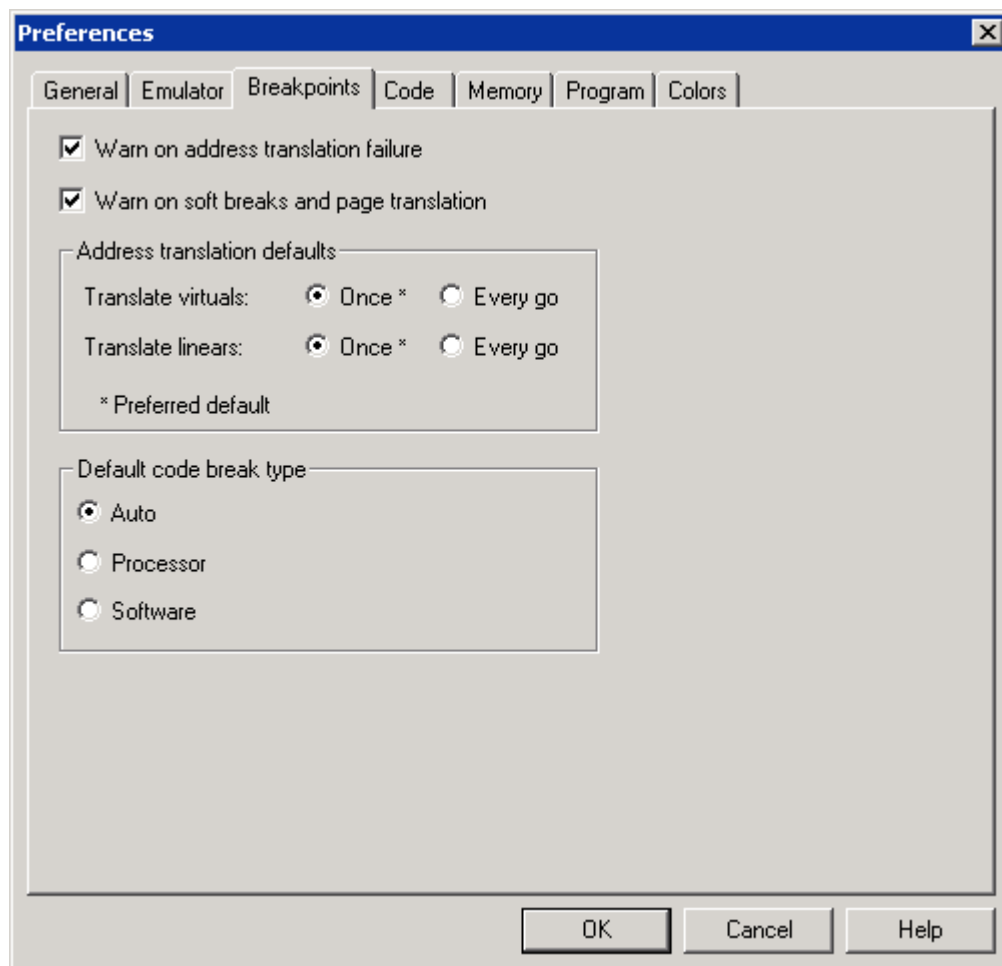 Preferences
General Emulator Breakpoints Code Memory Program Colors
Warn on address translation failure
Warn on soft breaks and page translation
Address translation defaults
Translate virtuals: Once * Every go
Translate linears: Once * Every go
* Preferred default
Default code break type
Auto
Processor
Software
OK Cancel Help